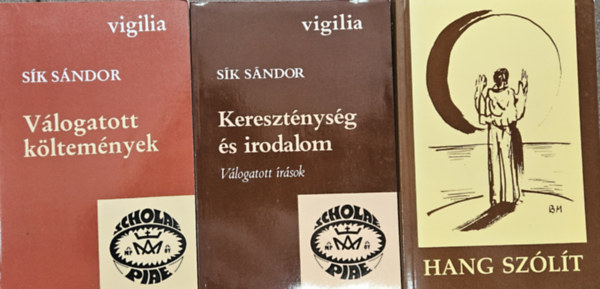 vigilia
SÍK SÁNDOR
Válogatott
költemények
SCHOLAE
PIAE
vigilia
SÍK SÁNDOR
Kereszténység
és irodalom
Válogatott írások
SCHOLAE
PIAE
B.M
HANG SZÓLÍT